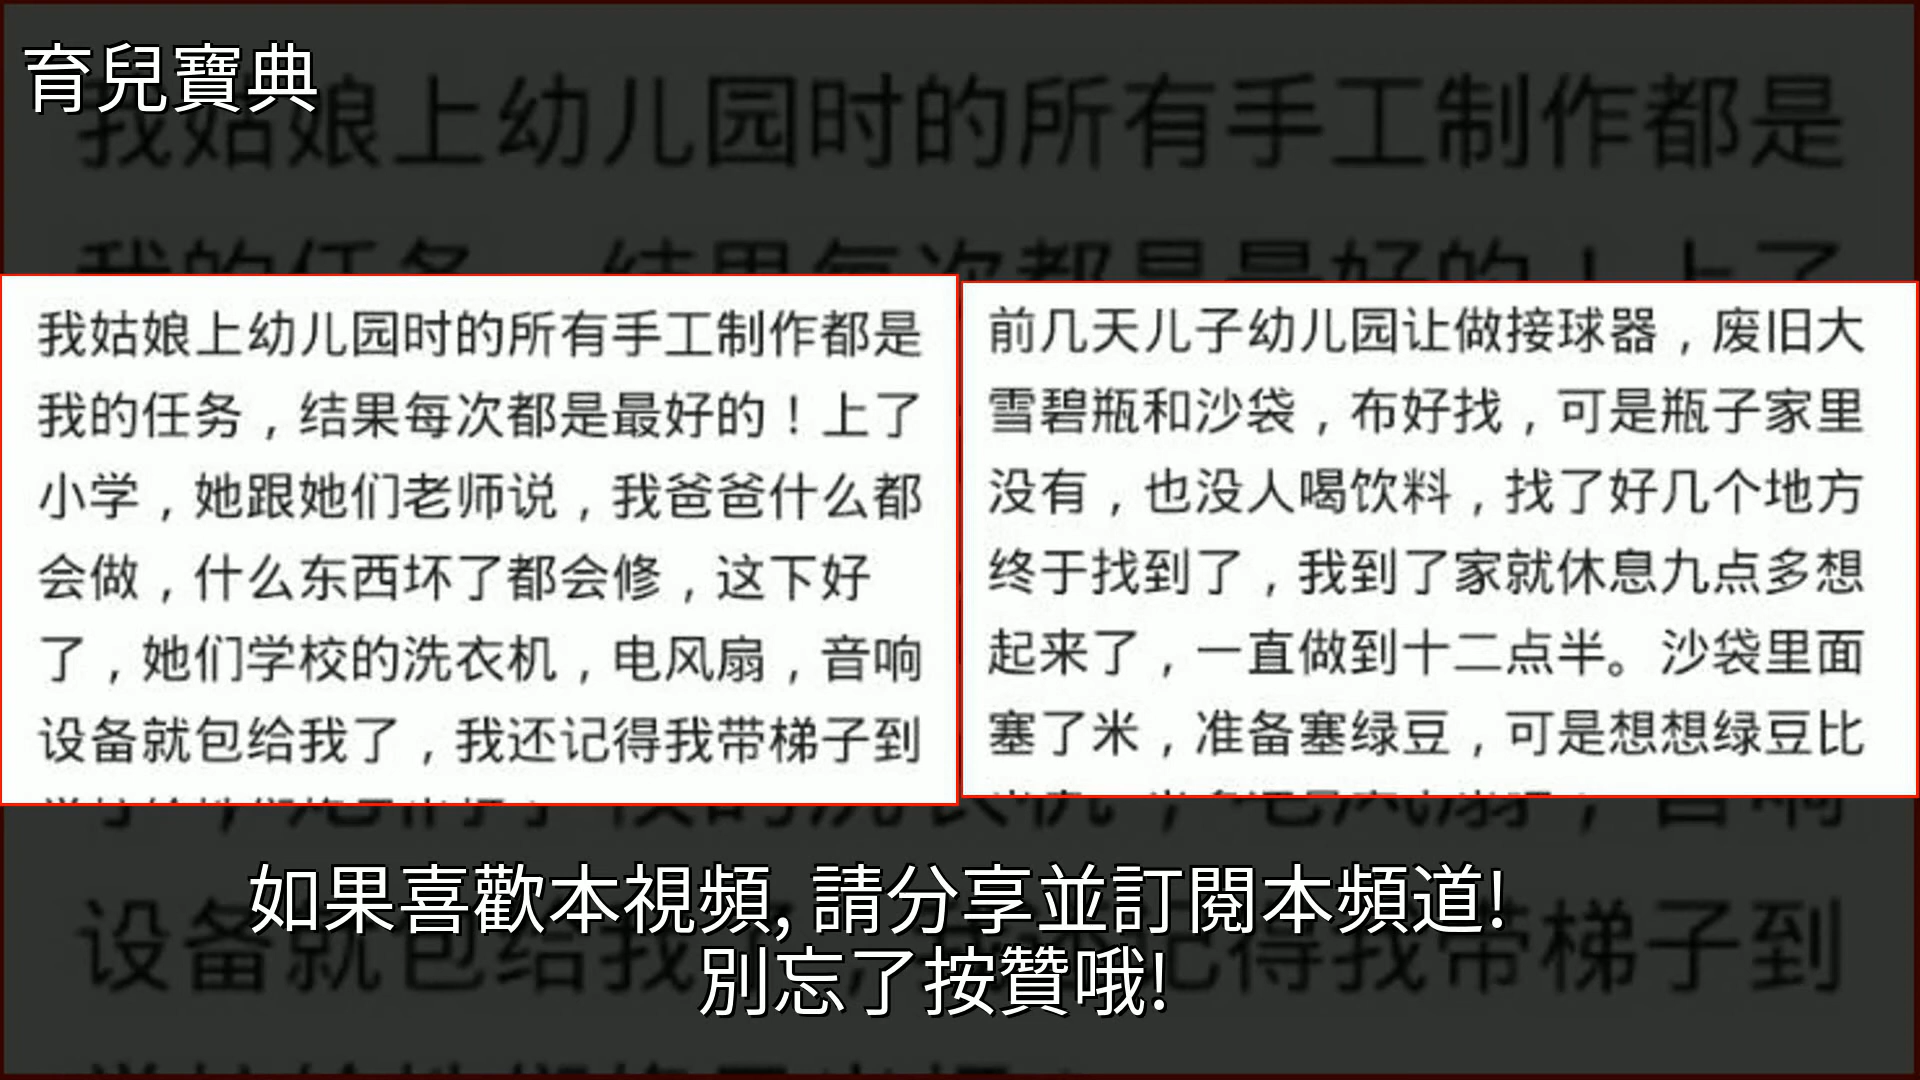 育兒寶典
我姑娘上幼儿园时的所有手工制作都是
我的任务，结果每次都是最好的！上了
小学，她跟她们老师说，我爸爸什么都
会做，什么东西坏了都会修，这下好
了，她们学校的洗衣机，电风扇，音响
设备就包给我了，我还记得我带梯子到
前几天儿子幼儿园让做接球器，废旧大
雪碧瓶和沙袋，布好找，可是瓶子家里
没有，也没人喝饮料，找了好几个地方
终于找到了，我到了家就休息九点多想
起来了，一直做到十二点半。沙袋里面
塞了米，准备塞绿豆，可是想想绿豆比
如果喜歡本視頻,請分享並訂閱本頻道!
別忘了按贊哦!